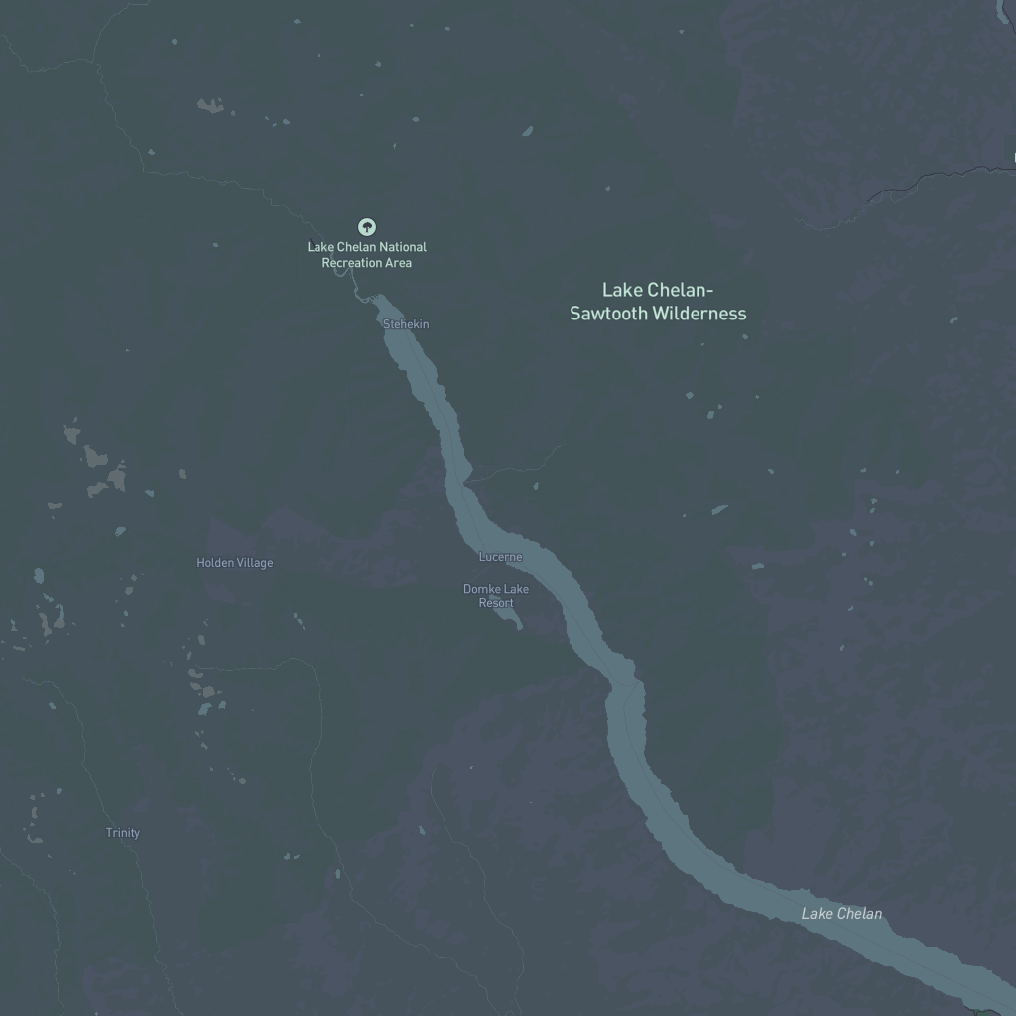 Lake Chelan National
Recreation Area
Lake Chelan-
Sawtooth Wilderness
Stehekin
Lucerne
Holden Village
Domke Lake
Resort
Trinity
Lake Chelan